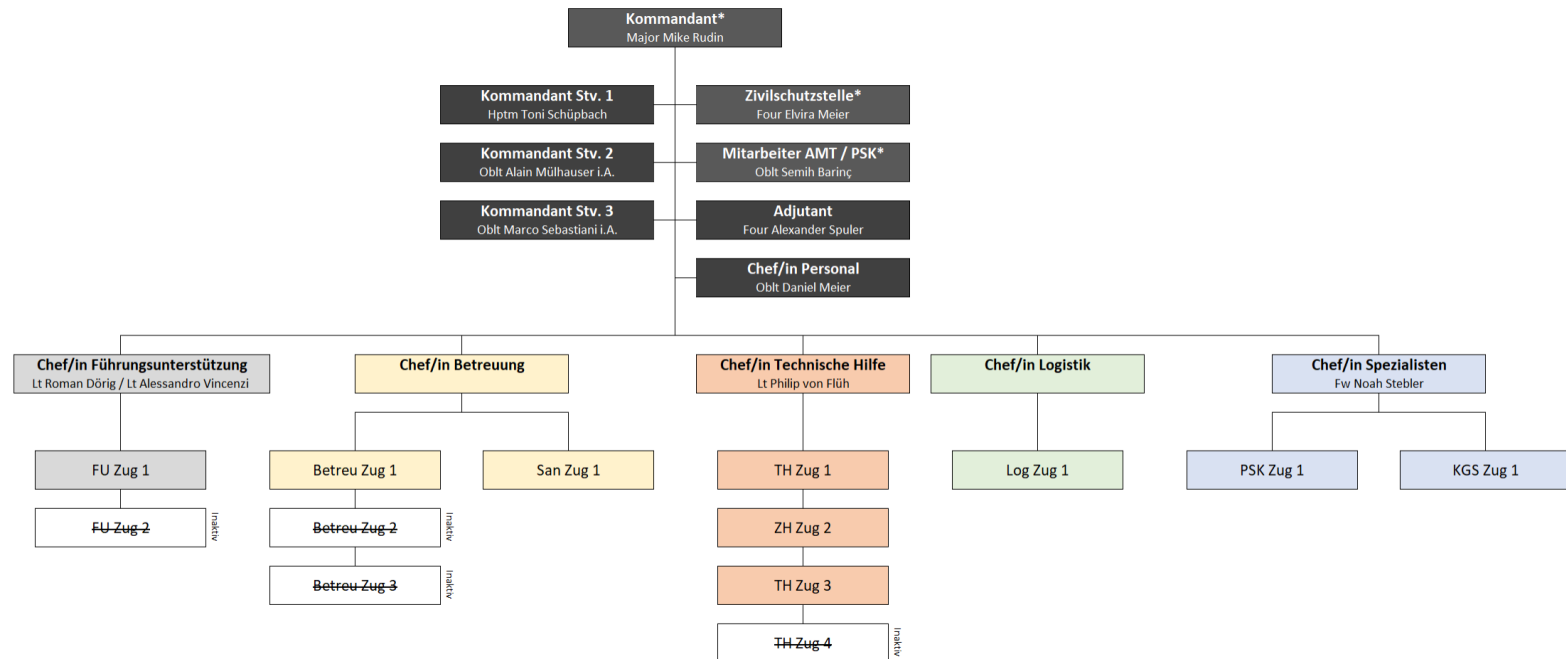 Kommandant*
Major Mike Rudin
Kommandant Stv. 1
Hptm Toni Schüpbach
Zivilschutzstelle*
Four Elvira Meier
Kommandant Stv. 2
Oblt Alain Mülhauser i.A.
Mitarbeiter AMT / PSK*
Oblt Semih Barinç
Kommandant Stv. 3
Oblt Marco Sebastiani i.A.
Adjutant
Four Alexander Spuler
Chef/in Personal
Oblt Daniel Meier
Chef/in Führungsunterstützung
Lt Roman Dörig / Lt Alessandro Vincenzi
Chef/in Betreuung
Chef/in Technische Hilfe
Lt Philip von Flüh
Chef/in Logistik
Chef/in Spezialisten
Fw Noah Stebler
FU Zug 1
Betreu Zug 1
San Zug 1
TH Zug 1
Log Zug 1
PSK Zug 1
KGS Zug 1
FU Zug 2
Inaktiv
Betreu Zug 2
Inaktiv
ZH Zug 2
Betreu Zug 3
Inaktiv
TH Zug 3
TH Zug 4
Inaktiv